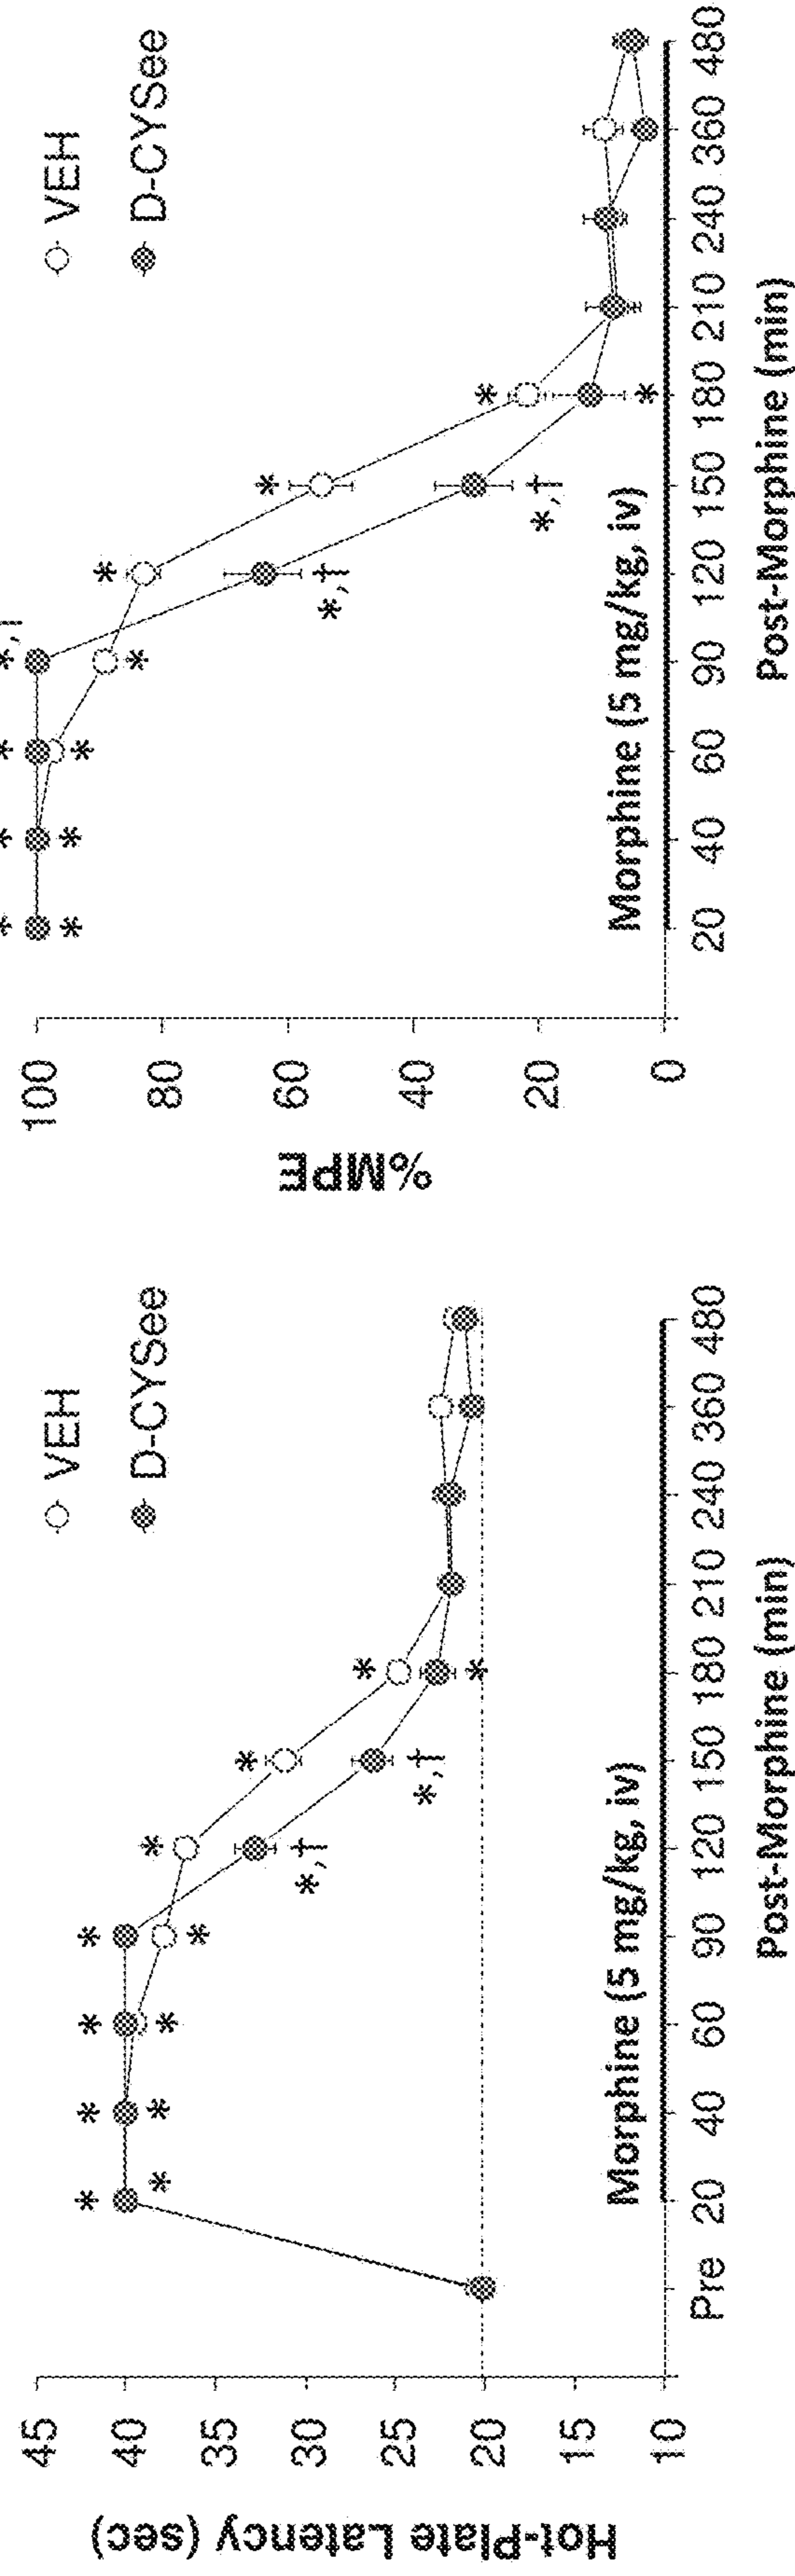 Hot-Plate Latency (sec)
45
40
35
30
25
20
15
10
VEH
D-CYSee
* * * *
* * * *
* * *
*,† *,† *
Morphine (5 mg/kg, iv)
Pre 20 40 60 90 120 150 180 210 240 360 480
Post-Morphine (min)
%MPE
100
80
60
40
20
0
VEH
D-CYSee
* * * *,†
* * * *
* * *
*,† *,† *
Morphine (5 mg/kg, iv)
20 40 60 90 120 150 180 210 240 360 480
Post-Morphine (min)